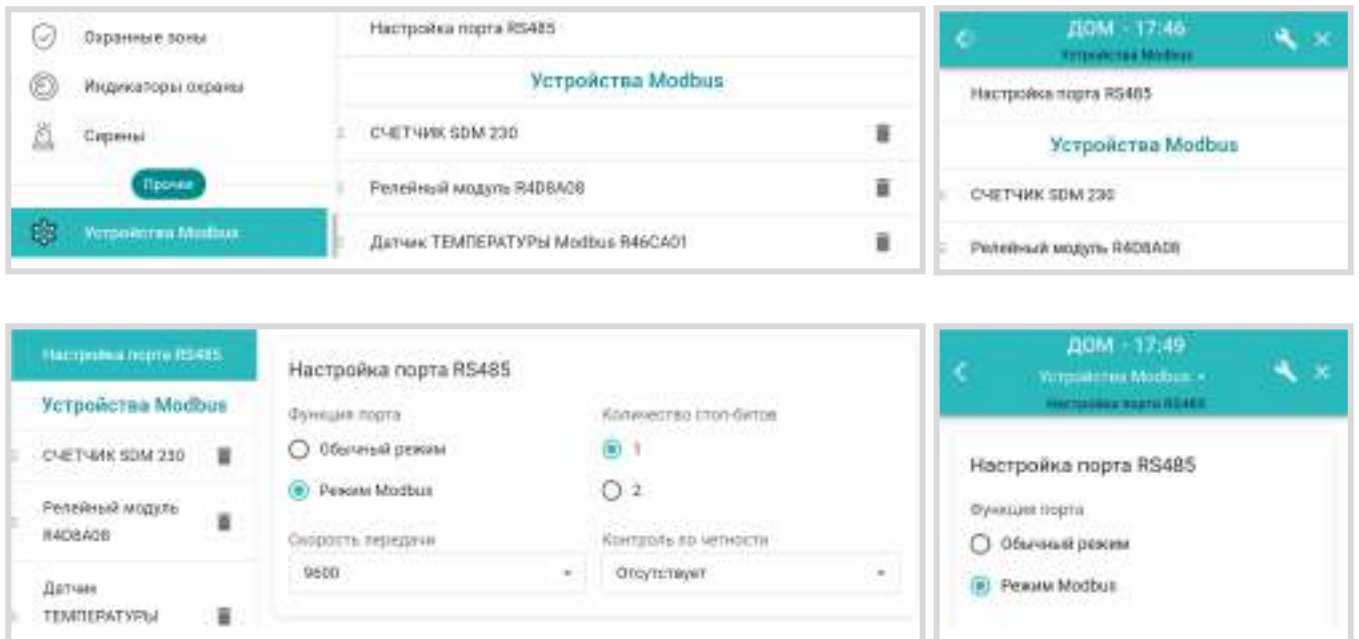 Охранные зоны
Индикаторы охраны
Сирены
Прочее
Устройства Modbus
Настройка порта RS485
Устройства Modbus
СЧЕТЧИК SDM 230
Релейный модуль R4D8A08
Датчик ТЕМПЕРАТУРЫ Modbus R46CA01
ДОМ - 17:46
Устройства Modbus
Настройка порта RS485
Устройства Modbus
СЧЕТЧИК SDM 230
Релейный модуль R4D8A08
Настройка порта RS485
Устройства Modbus
СЧЕТЧИК SDM 230
Релейный модуль
R4D8A08
Датчик
ТЕМПЕРАТУРЫ
Настройка порта RS485
Функция порта
Обычный режим
Режим Modbus
Скорость передачи
9600
Количество стоп-битов
1
2
Контроль по четности
Отсутствует
ДОМ - 17:49
Устройства Modbus
Настройка порта RS485
Настройка порта RS485
Функция порта
Обычный режим
Режим Modbus